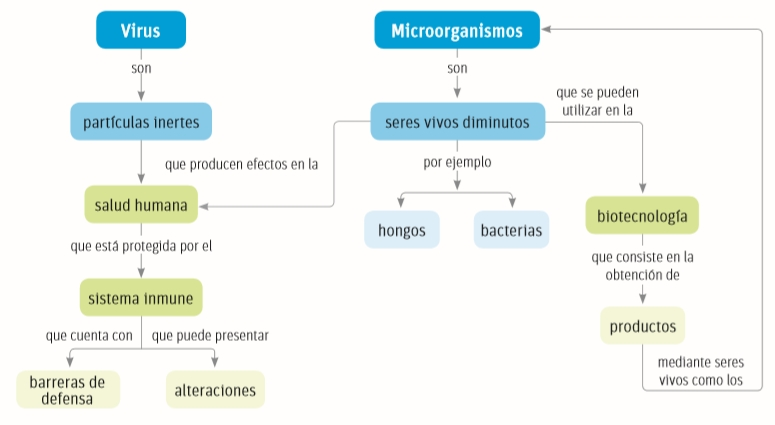 Virus
Microorganismos
son
son
que se pueden
utilizar en la
partículas inertes
seres vivos diminutos
que producen efectos en la
por ejemplo
salud humana
hongos
bacterias
biotecnología
que está protegida por el
que consiste en la
obtención de
sistema inmune
productos
que cuenta con
que puede presentar
mediante seres
vivos como los
barreras de
defensa
alteraciones